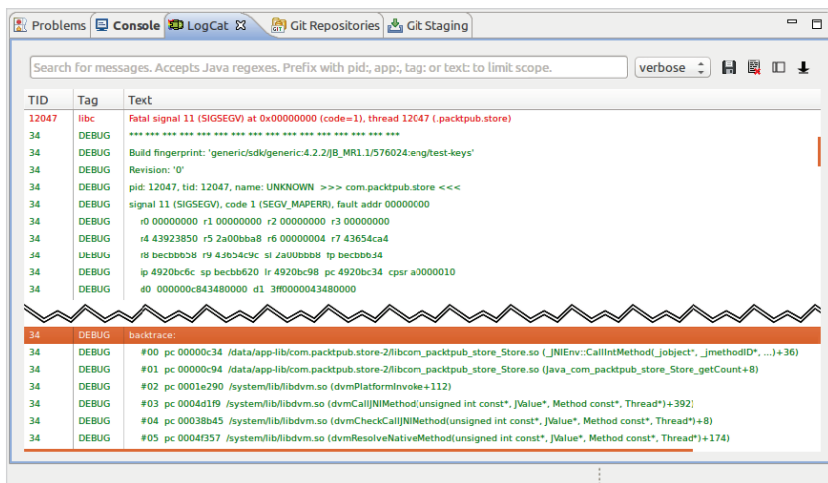 Problems Console LogCat Git Repositories Git Staging
Search for messages. Accepts Java regexes. Prefix with pid:, app:, tag: or text: to limit scope. verbose
TID Tag Text
12047 libc Fatal signal 11 (SIGSEGV) at 0x00000000 (code=1), thread 12047 (.packtpub.store)
34 DEBUG *** *** *** *** *** *** *** *** *** *** *** *** *** *** *** ***
34 DEBUG Build fingerprint: 'generic/sdk/generic:4.2.2/JB_MR1.1/576024:eng/test-keys'
34 DEBUG Revision: '0'
34 DEBUG pid: 12047, tid: 12047, name: UNKNOWN >>> com.packtpub.store <<<
34 DEBUG signal 11 (SIGSEGV), code 1 (SEGV_MAPERR), fault addr 00000000
34 DEBUG r0 00000000 r1 00000000 r2 00000000 r3 00000000
34 DEBUG r4 43923850 r5 2a00bba8 r6 00000004 r7 43654ca4
34 DEBUG r8 becbb658 r9 43654c9c sl 2a00bbb8 fp becbb634
34 DEBUG ip 4920bc6c sp becbb620 lr 4920bc98 pc 4920bc34 cpsr a0000010
34 DEBUG d0 000000c843480000 d1 3ff0000043480000
34 DEBUG backtrace:
34 DEBUG #00 pc 00000c34 /data/app-lib/com.packtpub.store-2/libcom_packtpub_store_Store.so (_JNIEnv::CallIntMethod(_jobject*, _jmethodID*, ...)+36)
34 DEBUG #01 pc 00000c94 /data/app-lib/com.packtpub.store-2/libcom_packtpub_store_Store.so (Java_com_packtpub_store_Store_getCount+8)
34 DEBUG #02 pc 0001e290 /system/lib/libdvm.so (dvmPlatformInvoke+112)
34 DEBUG #03 pc 0004d1f9 /system/lib/libdvm.so (dvmCallJNIMethod(unsigned int const*, JValue*, Method const*, Thread*)+392)
34 DEBUG #04 pc 00038b45 /system/lib/libdvm.so (dvmCheckCallJNIMethod(unsigned int const*, JValue*, Method const*, Thread*)+8)
34 DEBUG #05 pc 0004f357 /system/lib/libdvm.so (dvmResolveNativeMethod(unsigned int const*, JValue*, Method const*, Thread*)+174)